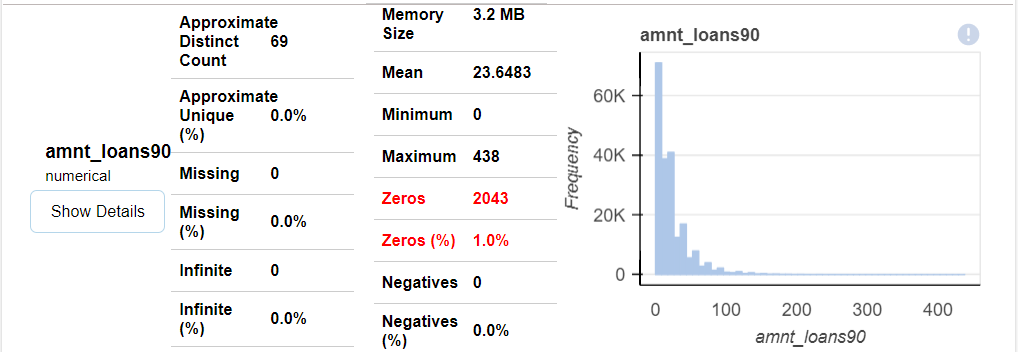 amnt_loans90
numerical
Show Details
Approximate
Distinct
Count
69
Approximate
Unique
(%)
0.0%
Missing
0
Missing
(%)
0.0%
Infinite
0
Infinite
(%)
0.0%
Memory
Size
3.2 MB
Mean
23.6483
Minimum
0
Maximum
438
Zeros
2043
Zeros (%)
1.0%
Negatives
0
Negatives
(%)
0.0%
amnt_loans90
!
Frequency
60K
40K
20K
0
0 100 200 300 400
amnt_loans90